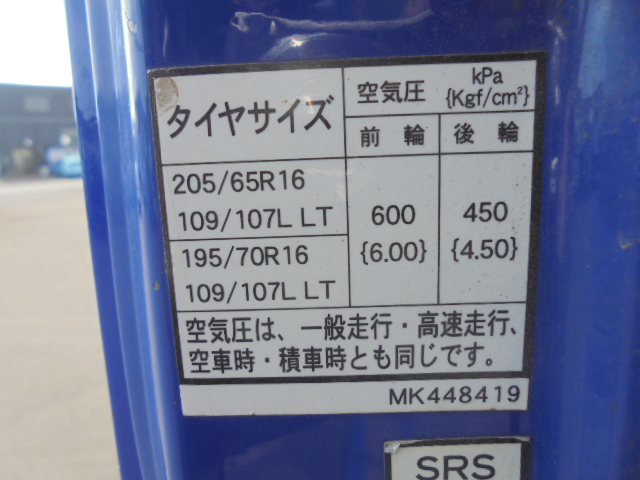 タイヤサイズ
空気圧
kPa
{Kgf/cm²}
前輪
後輪
205/65R16
109/107L LT
195/70R16
109/107L LT
600
{6.00}
450
{4.50}
空気圧は、一般走行・高速走行、
空車時・積車時とも同じです。
MK448419
SRS